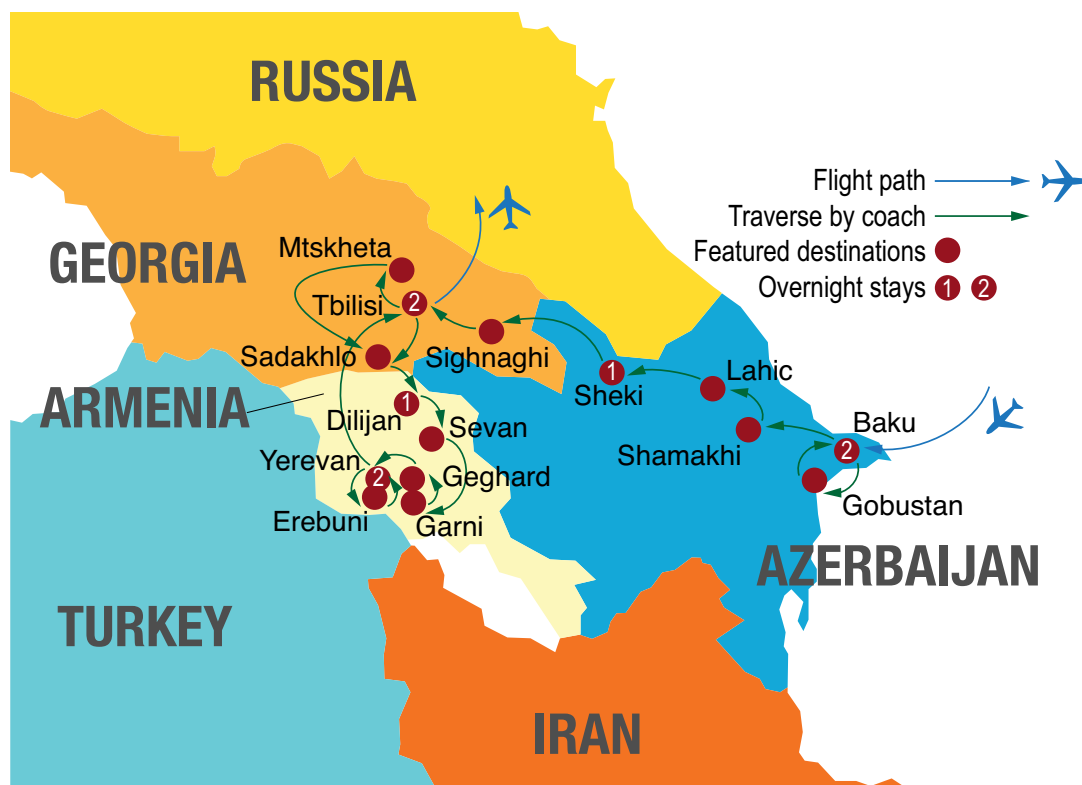 RUSSIA
Flight path
Traverse by coach
GEORGIA
Mtskheta
Featured destinations
Overnight stays 1 2
Tbilisi
2
Sadakhlo
Sighnaghi
1
Sheki
Lahic
ARMENIA
1
Dilijan
Sevan
Shamakhi
Baku
2
Yerevan
2
Geghard
Gobustan
Erebuni
Garni
AZERBAIJAN
TURKEY
IRAN